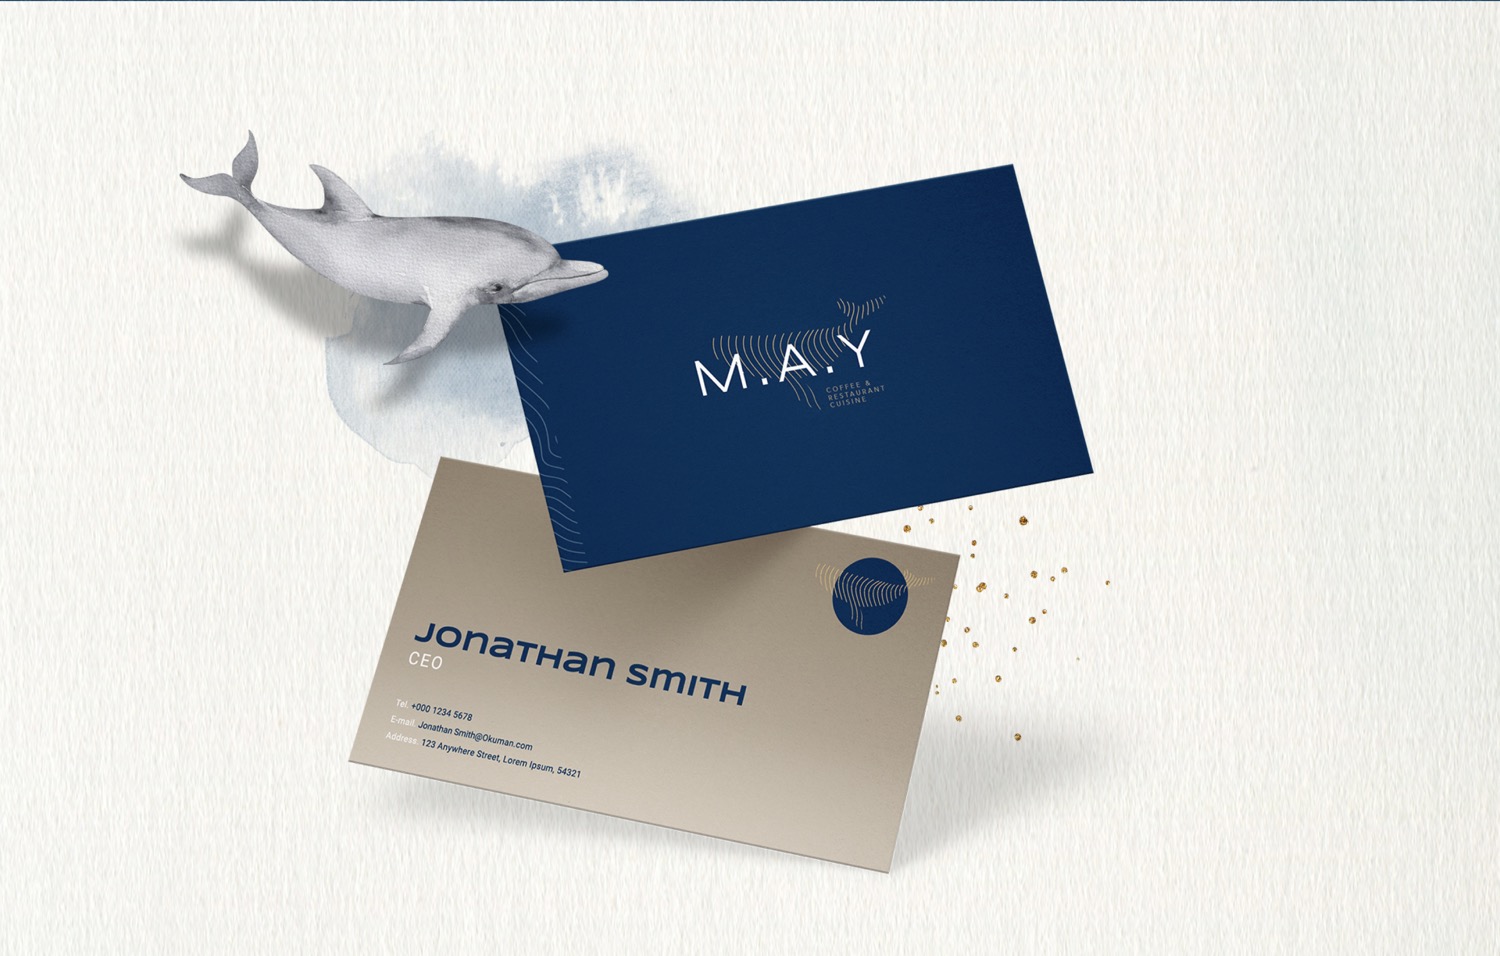 M.A.Y
COFFEE &
RESTAURANT
CUISINE
JONATHAN SMITH
CEO
Tel. +000 1234 5678
E-mail. Jonathan Smith@Okuman.com
Address. 123 Anywhere Street, Lorem Ipsum, 54321